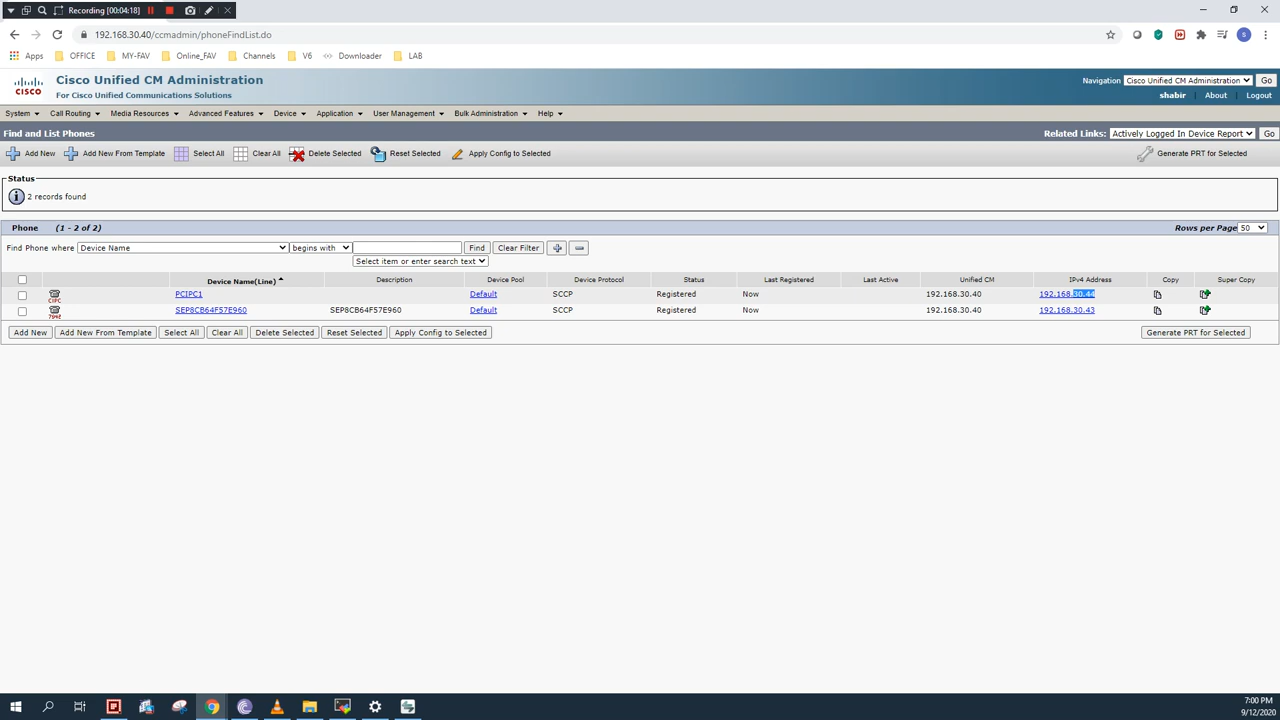 Recording [00:04:18]
192.168.30.40/ccmadmin/phoneFindList.do
S
Apps OFFICE MY-FAV Online_FAV Channels V6 Downloader LAB
CISCO
Cisco Unified CM Administration
For Cisco Unified Communications Solutions
Navigation Cisco Unified CM Administration Go
shabir | About | Logout
System Call Routing Media Resources Advanced Features Device Application User Management Bulk Administration Help
Find and List Phones Related Links: Actively Logged In Device Report Go
Add New Add New From Template Select All Clear All Delete Selected Reset Selected Apply Config to Selected Generate PRT for Selected
Status
2 records found
Phone (1 - 2 of 2) Rows per Page 50
Find Phone where Device Name begins with Find Clear Filter
Select item or enter search text
Device Name(Line) Description Device Pool Device Protocol Status Last Registered Last Active Unified CM IPv4 Address Copy Super Copy
CIPC PCIPC1 Default SCCP Registered Now 192.168.30.40 192.168.30.44
SEP8CB64F57E960 SEP8CB64F57E960 Default SCCP Registered Now 192.168.30.40 192.168.30.43
Add New Add New From Template Select All Clear All Delete Selected Reset Selected Apply Config to Selected Generate PRT for Selected
7:00 PM
9/12/2020